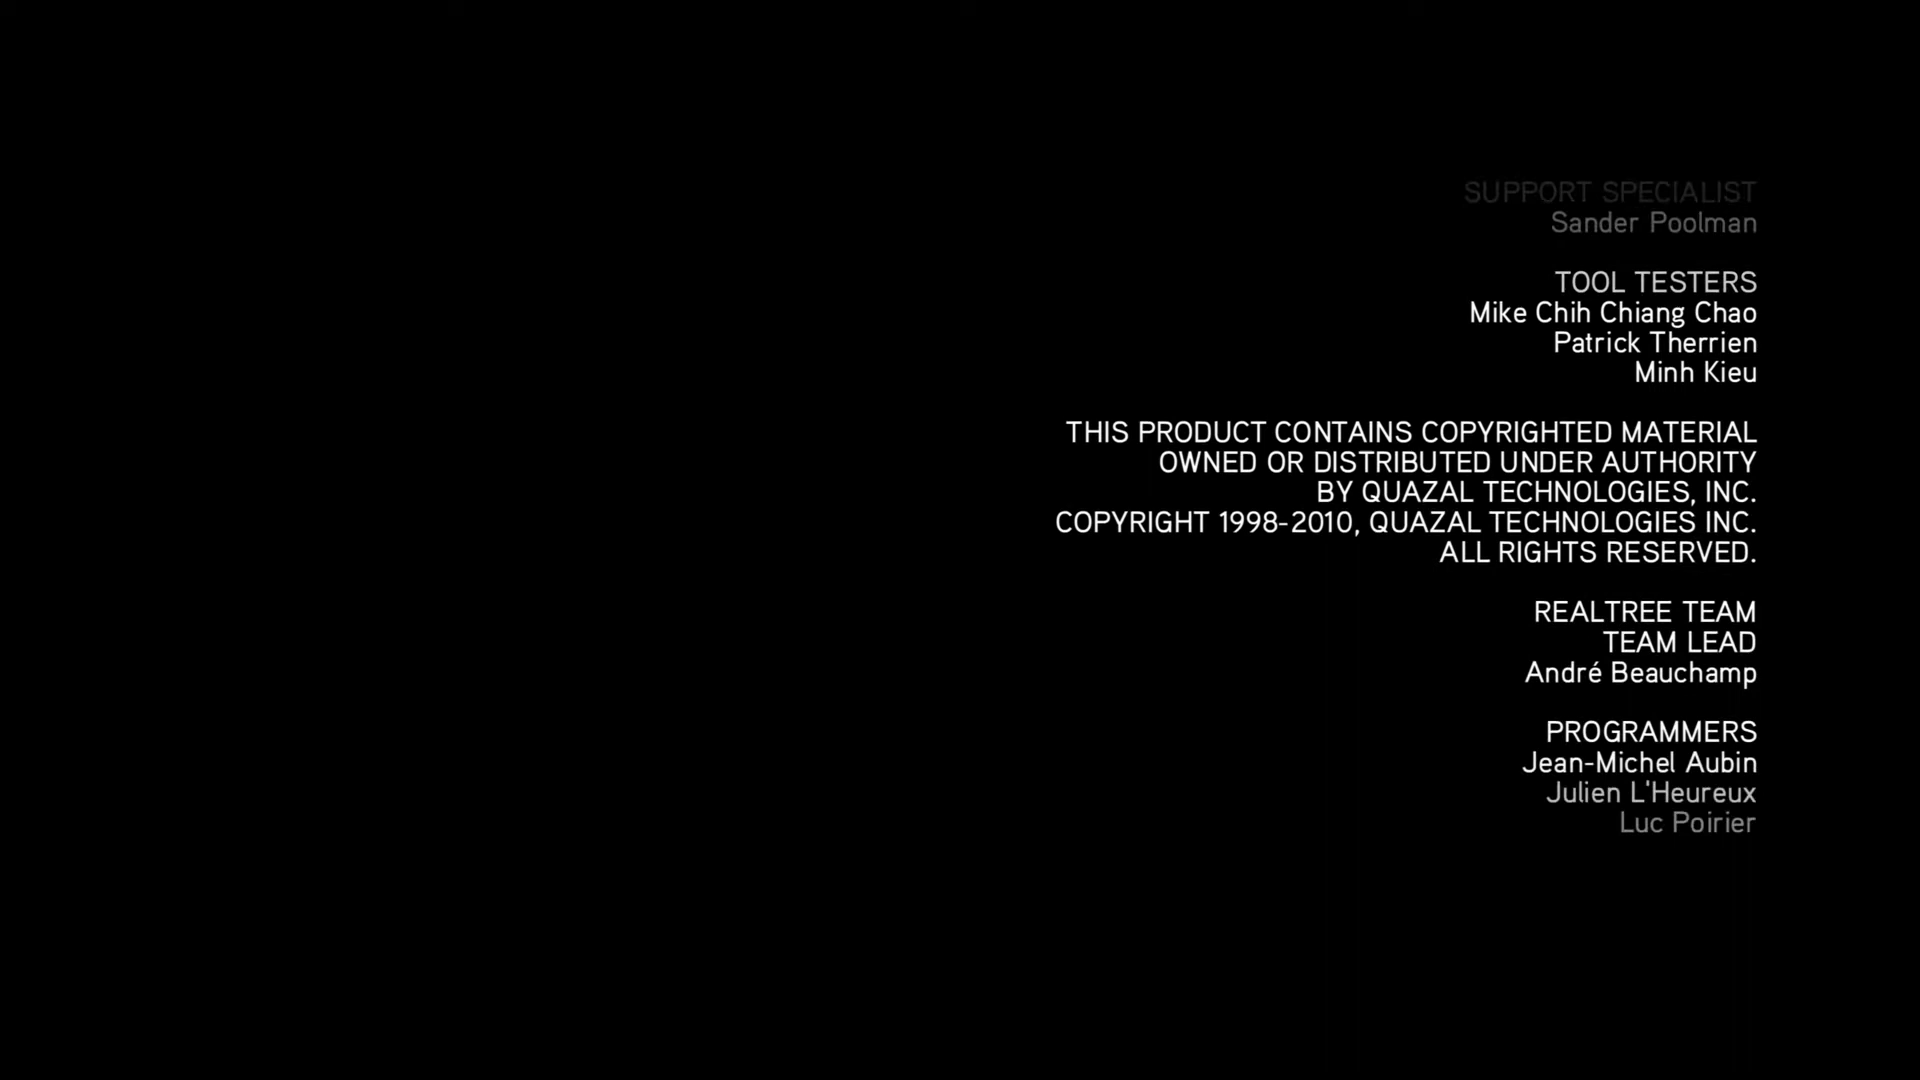 SUPPORT SPECIALIST
Sander Poolman
TOOL TESTERS
Mike Chih Chiang Chao
Patrick Therrien
Minh Kieu
THIS PRODUCT CONTAINS COPYRIGHTED MATERIAL
OWNED OR DISTRIBUTED UNDER AUTHORITY
BY QUAZAL TECHNOLOGIES, INC.
COPYRIGHT 1998-2010, QUAZAL TECHNOLOGIES INC.
ALL RIGHTS RESERVED.
REALTREE TEAM
TEAM LEAD
André Beauchamp
PROGRAMMERS
Jean-Michel Aubin
Julien L'Heureux
Luc Poirier